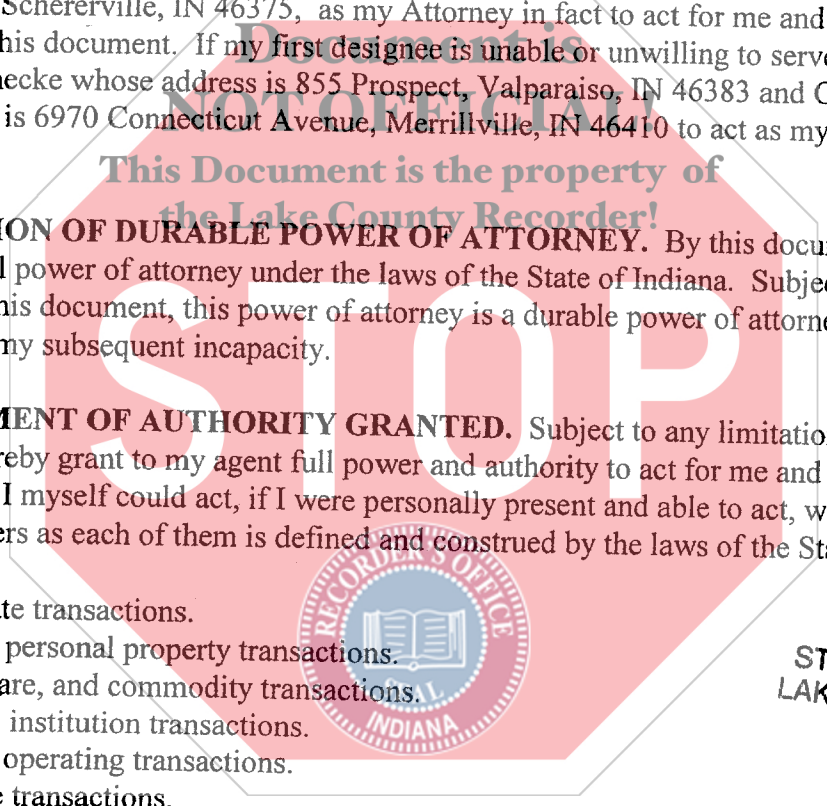 Schererville, IN 46375, as my Attorney in fact to act for me and
his document. If my first designee is unable or unwilling to serve
Document is
ecke whose address is 855 Prospect, Valparaiso, IN 46383 and
NOT OFFICIAL!
is 6970 Connecticut Avenue, Merrillville, IN 46410 to act as my
This Document is the property of
the Lake County Recorder!
ION OF DURABLE POWER OF ATTORNEY. By this docu
l power of attorney under the laws of the State of Indiana. Subjec
his document, this power of attorney is a durable power of attorne
my subsequent incapacity.
STOP
MENT OF AUTHORITY GRANTED. Subject to any limitatio
reby grant to my agent full power and authority to act for me and
I myself could act, if I were personally present and able to act, w
ers as each of them is defined and construed by the laws of the Sta
RECORDER'S OFFICE
SEAL
INDIANA
te transactions.
personal property transactions.
are, and commodity transactions.
institution transactions.
operating transactions.
transactions.
ST
LAK